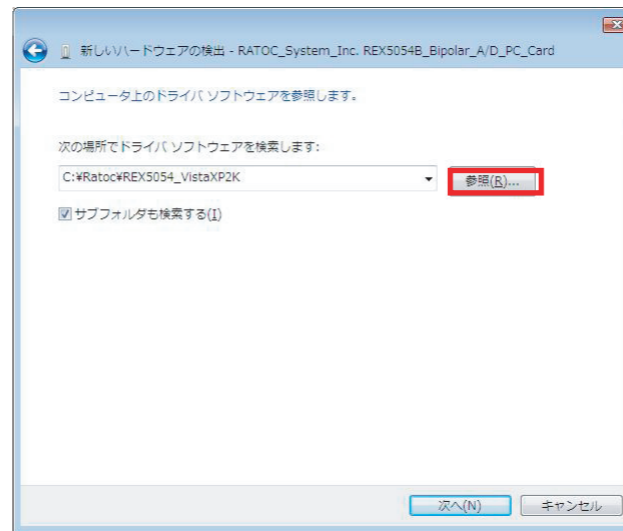 新しいハードウェアの検出 - RATOC_System_Inc. REX5054B_Bipolar_A/D_PC_Card
コンピュータ上のドライバ ソフトウェアを参照します。
次の場所でドライバ ソフトウェアを検索します:
C:¥Ratoc¥REX5054_VistaXP2K
参照(R)...
サブフォルダも検索する(I)
次へ(N) キャンセル